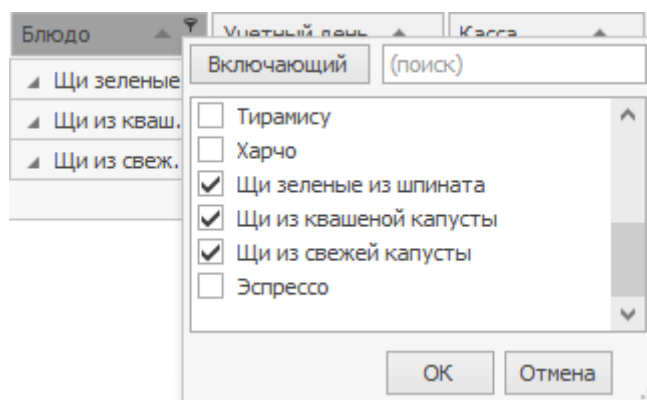 Блюдо Учетный день Касса
Включающий (поиск)
Щи зеленые
Щи из кваш.
Щи из свеж.
Тирамису
Харчо
Щи зеленые из шпината
Щи из квашеной капусты
Щи из свежей капусты
Эспрессо
ОК Отмена